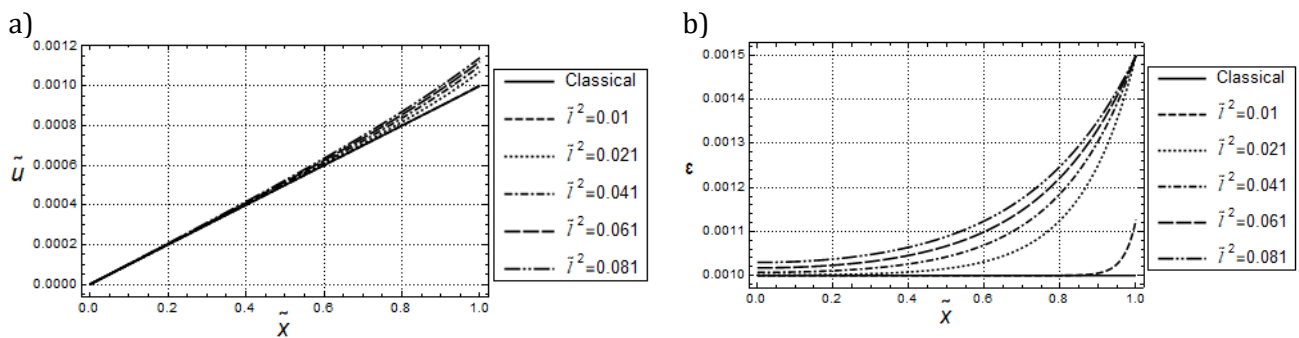 a)
0.0012
0.0010
0.0008
0.0006
0.0004
0.0002
0.0000
ũ
0.0 0.2 0.4 0.6 0.8 1.0
x̃
Classical
l̃ ²=0.01
l̃ ²=0.021
l̃ ²=0.041
l̃ ²=0.061
l̃ ²=0.081
b)
0.0015
0.0014
0.0013
0.0012
0.0011
0.0010
ε
0.0 0.2 0.4 0.6 0.8 1.0
x̃
Classical
l̃ ²=0.01
l̃ ²=0.021
l̃ ²=0.041
l̃ ²=0.061
l̃ ²=0.081